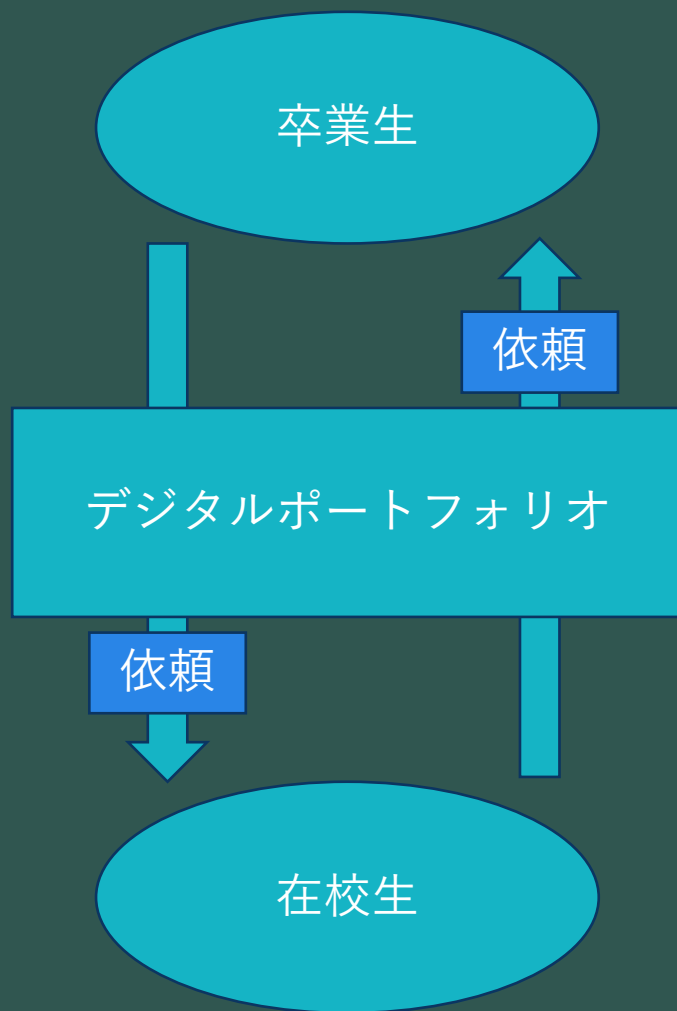 卒業生
依頼
デジタルポートフォリオ
依頼
在校生